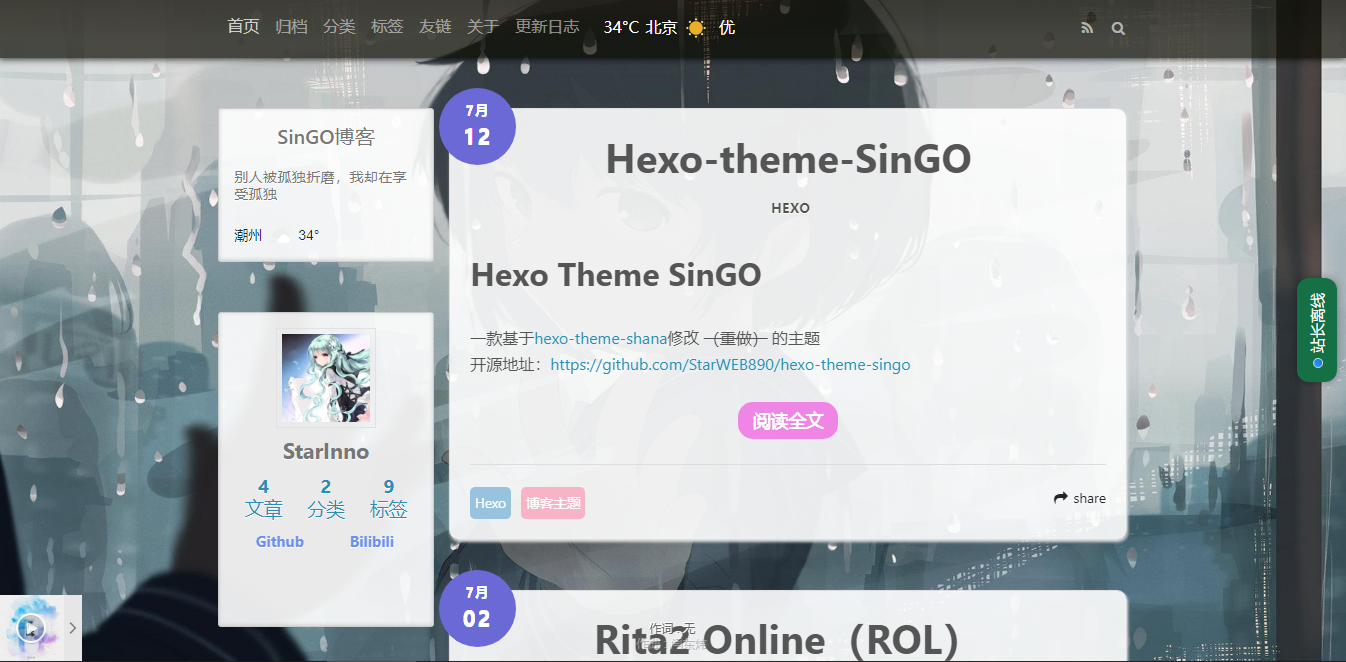 首页 归档 分类 标签 友链 关于 更新日志 34°C 北京 优
SinGO博客
别人被孤独折磨，我却在享
受孤独
潮州 34°
StarInno
4 2 9
文章 分类 标签
Github Bilibili
7月
12
Hexo-theme-SinGO
HEXO
Hexo Theme SinGO
一款基于hexo-theme-shana修改 （重做） 的主题
开源地址：https://github.com/StarWEB890/hexo-theme-singo
阅读全文
Hexo 博客主题
share
7月
02
Rita2 Online（ROL）
作词 : 无
站长离线